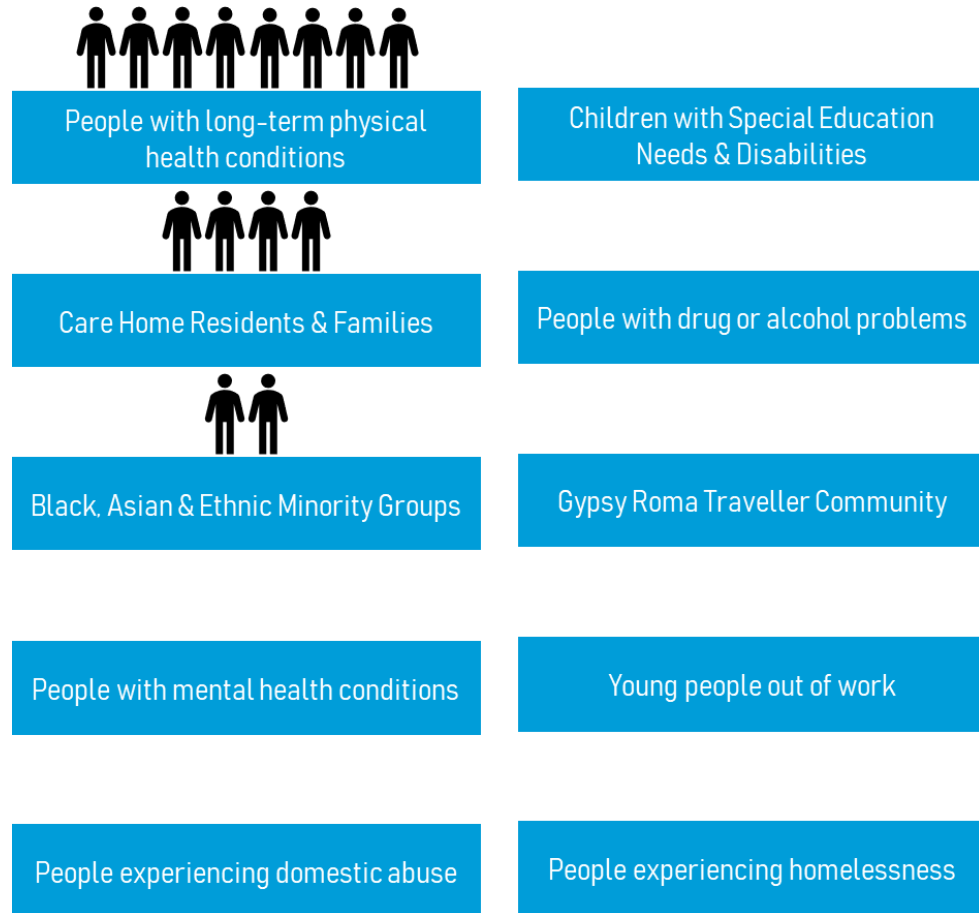 People with long-term physical
health conditions
Children with Special Education
Needs & Disabilities
Care Home Residents & Families
People with drug or alcohol problems
Black, Asian & Ethnic Minority Groups
Gypsy Roma Traveller Community
People with mental health conditions
Young people out of work
People experiencing domestic abuse
People experiencing homelessness